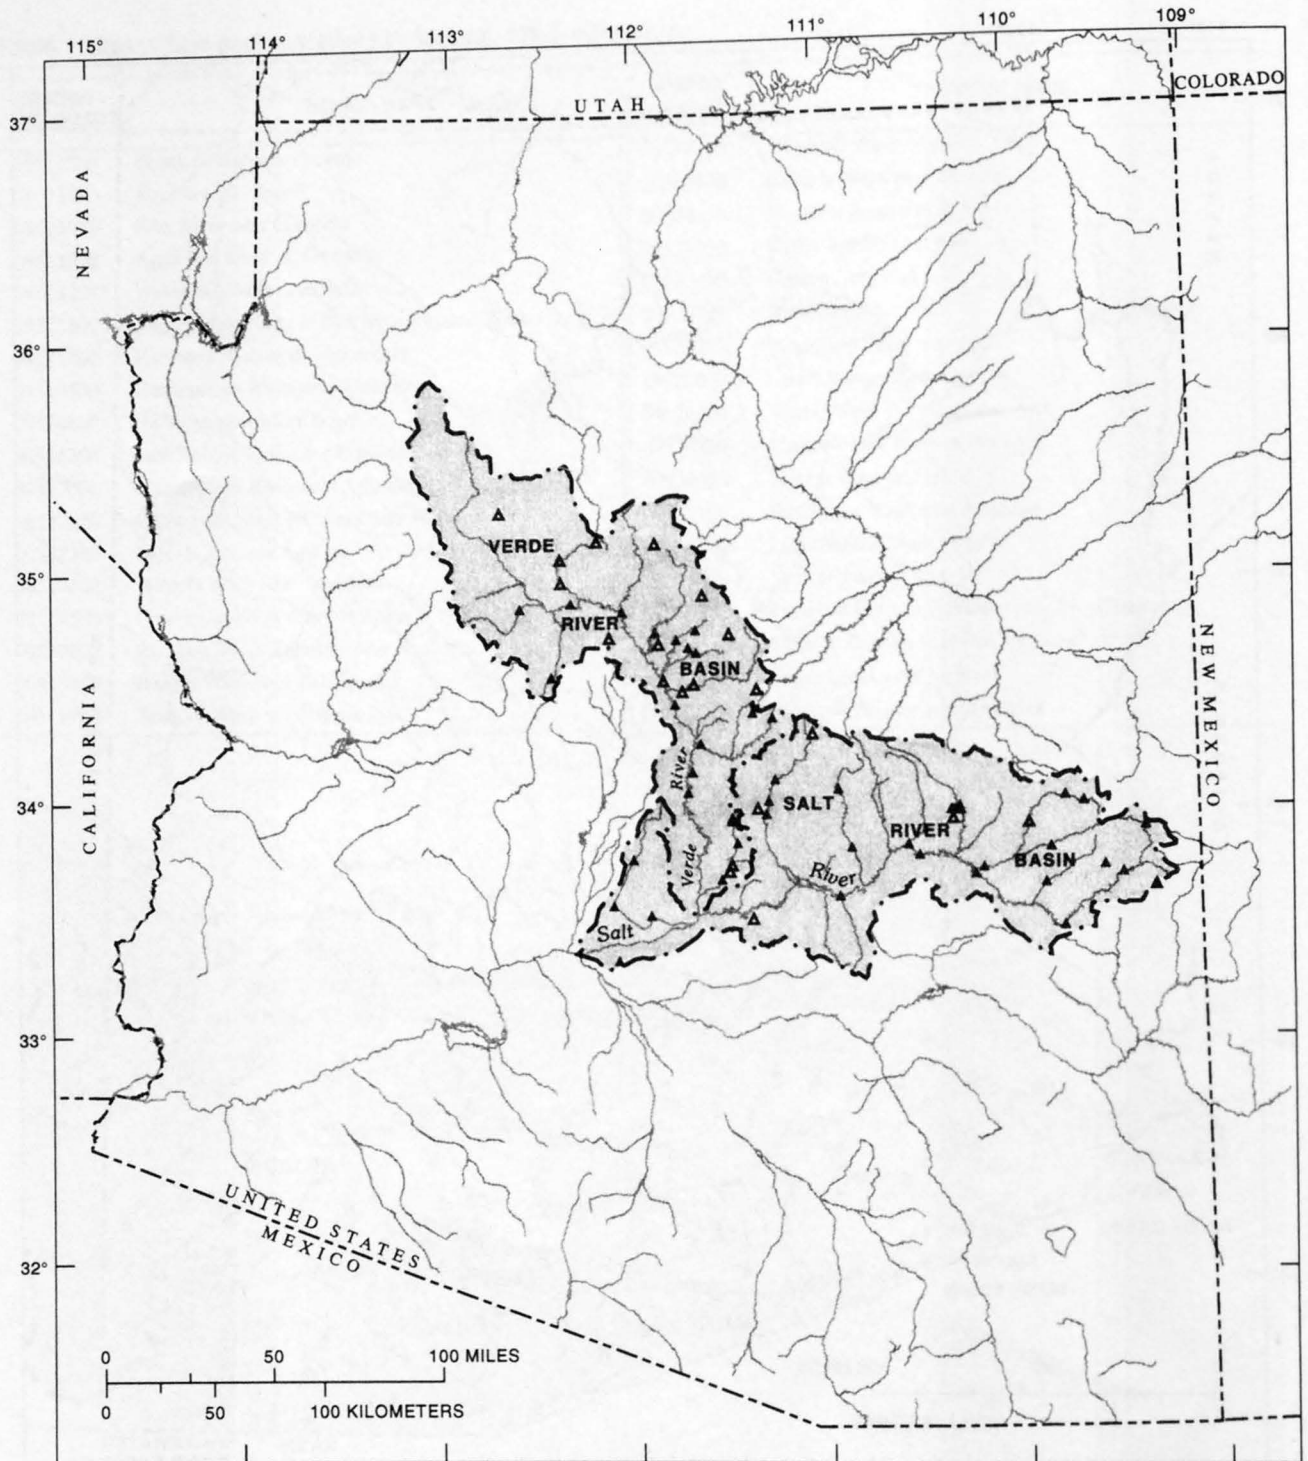 115° 114° 113° 112° 111° 110° 109°
COLORADO
UTAH
37°
NEVADA
36°
VERDE
35°
RIVER
BASIN
NEW MEXICO
CALIFORNIA
River
34°
SALT
RIVER
BASIN
Verde
River
Salt
33°
UNITED STATES
MEXICO
32°
0 50 100 MILES
0 50 100 KILOMETERS